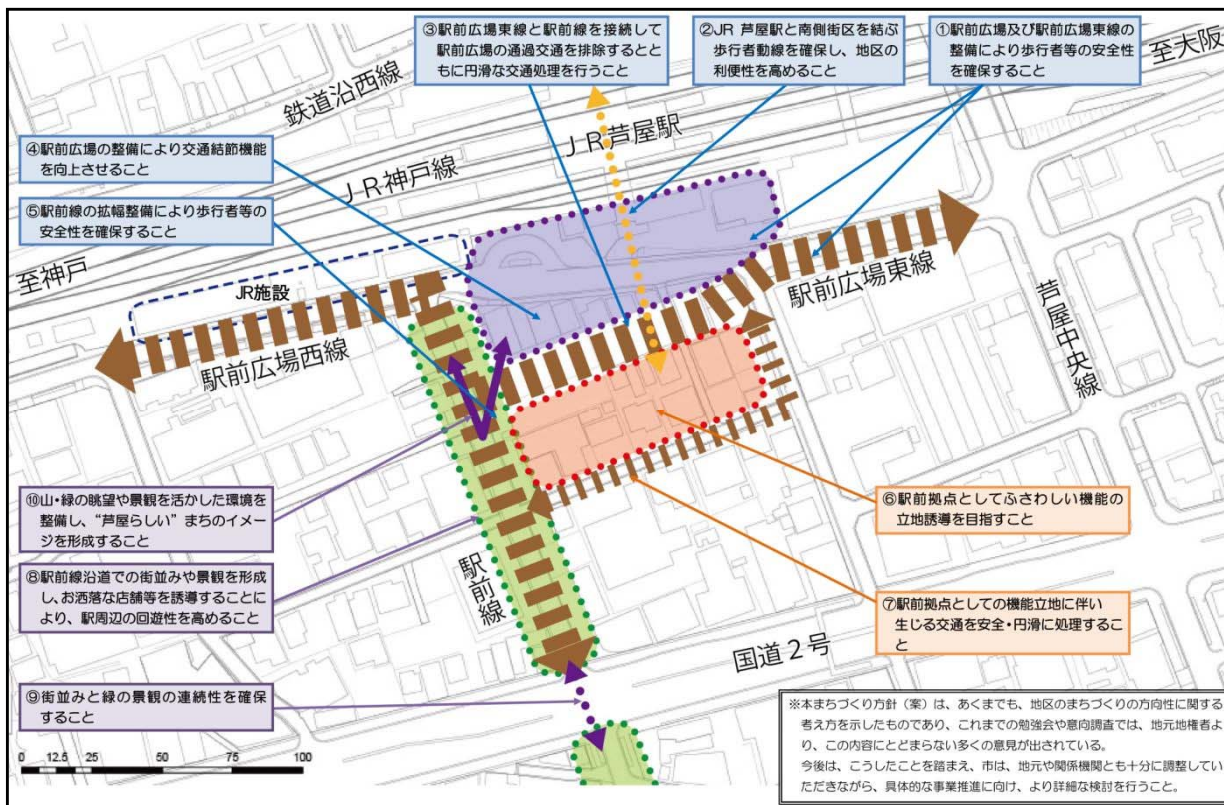 ③駅前広場東線と駅前線を接続して
駅前広場の通過交通を排除するとと
もに円滑な交通処理を行うこと
②JR 芦屋駅と南側街区を結ぶ
歩行者動線を確保し、地区の
利便性を高めること
①駅前広場及び駅前広場東線の
整備により歩行者等の安全性
を確保すること
至大阪
鉄道沿西線
JR芦屋駅
JR神戸線
④駅前広場の整備により交通結節機能
を向上させること
⑤駅前線の拡幅整備により歩行者等の
安全性を確保すること
至神戸
JR施設
駅前広場西線
駅前広場東線
芦屋中央線
⑩山・緑の眺望や景観を活かした環境を
整備し、“芦屋らしい” まちのイメー
ジを形成すること
⑥駅前拠点としてふさわしい機能の
立地誘導を目指すこと
⑧駅前線沿道での街並みや景観を形成
し、お洒落な店舗等を誘導することに
より、駅周辺の回遊性を高めること
駅前線
⑦駅前拠点としての機能立地に伴い
生じる交通を安全・円滑に処理するこ
と
国道2号
⑨街並みと緑の景観の連続性を確保
すること
0 12.5 25 50 75 100
※本まちづくり方針（案）は、あくまでも、地区のまちづくりの方向性に関する
考え方を示したものであり、これまでの勉強会や意向調査では、地元地権者よ
り、この内容にとどまらない多くの意見が出されている。
今後は、こうしたことを踏まえ、市は、地元や関係機関とも十分に調整してい
ただきながら、具体的な事業推進に向け、より詳細な検討を行うこと。